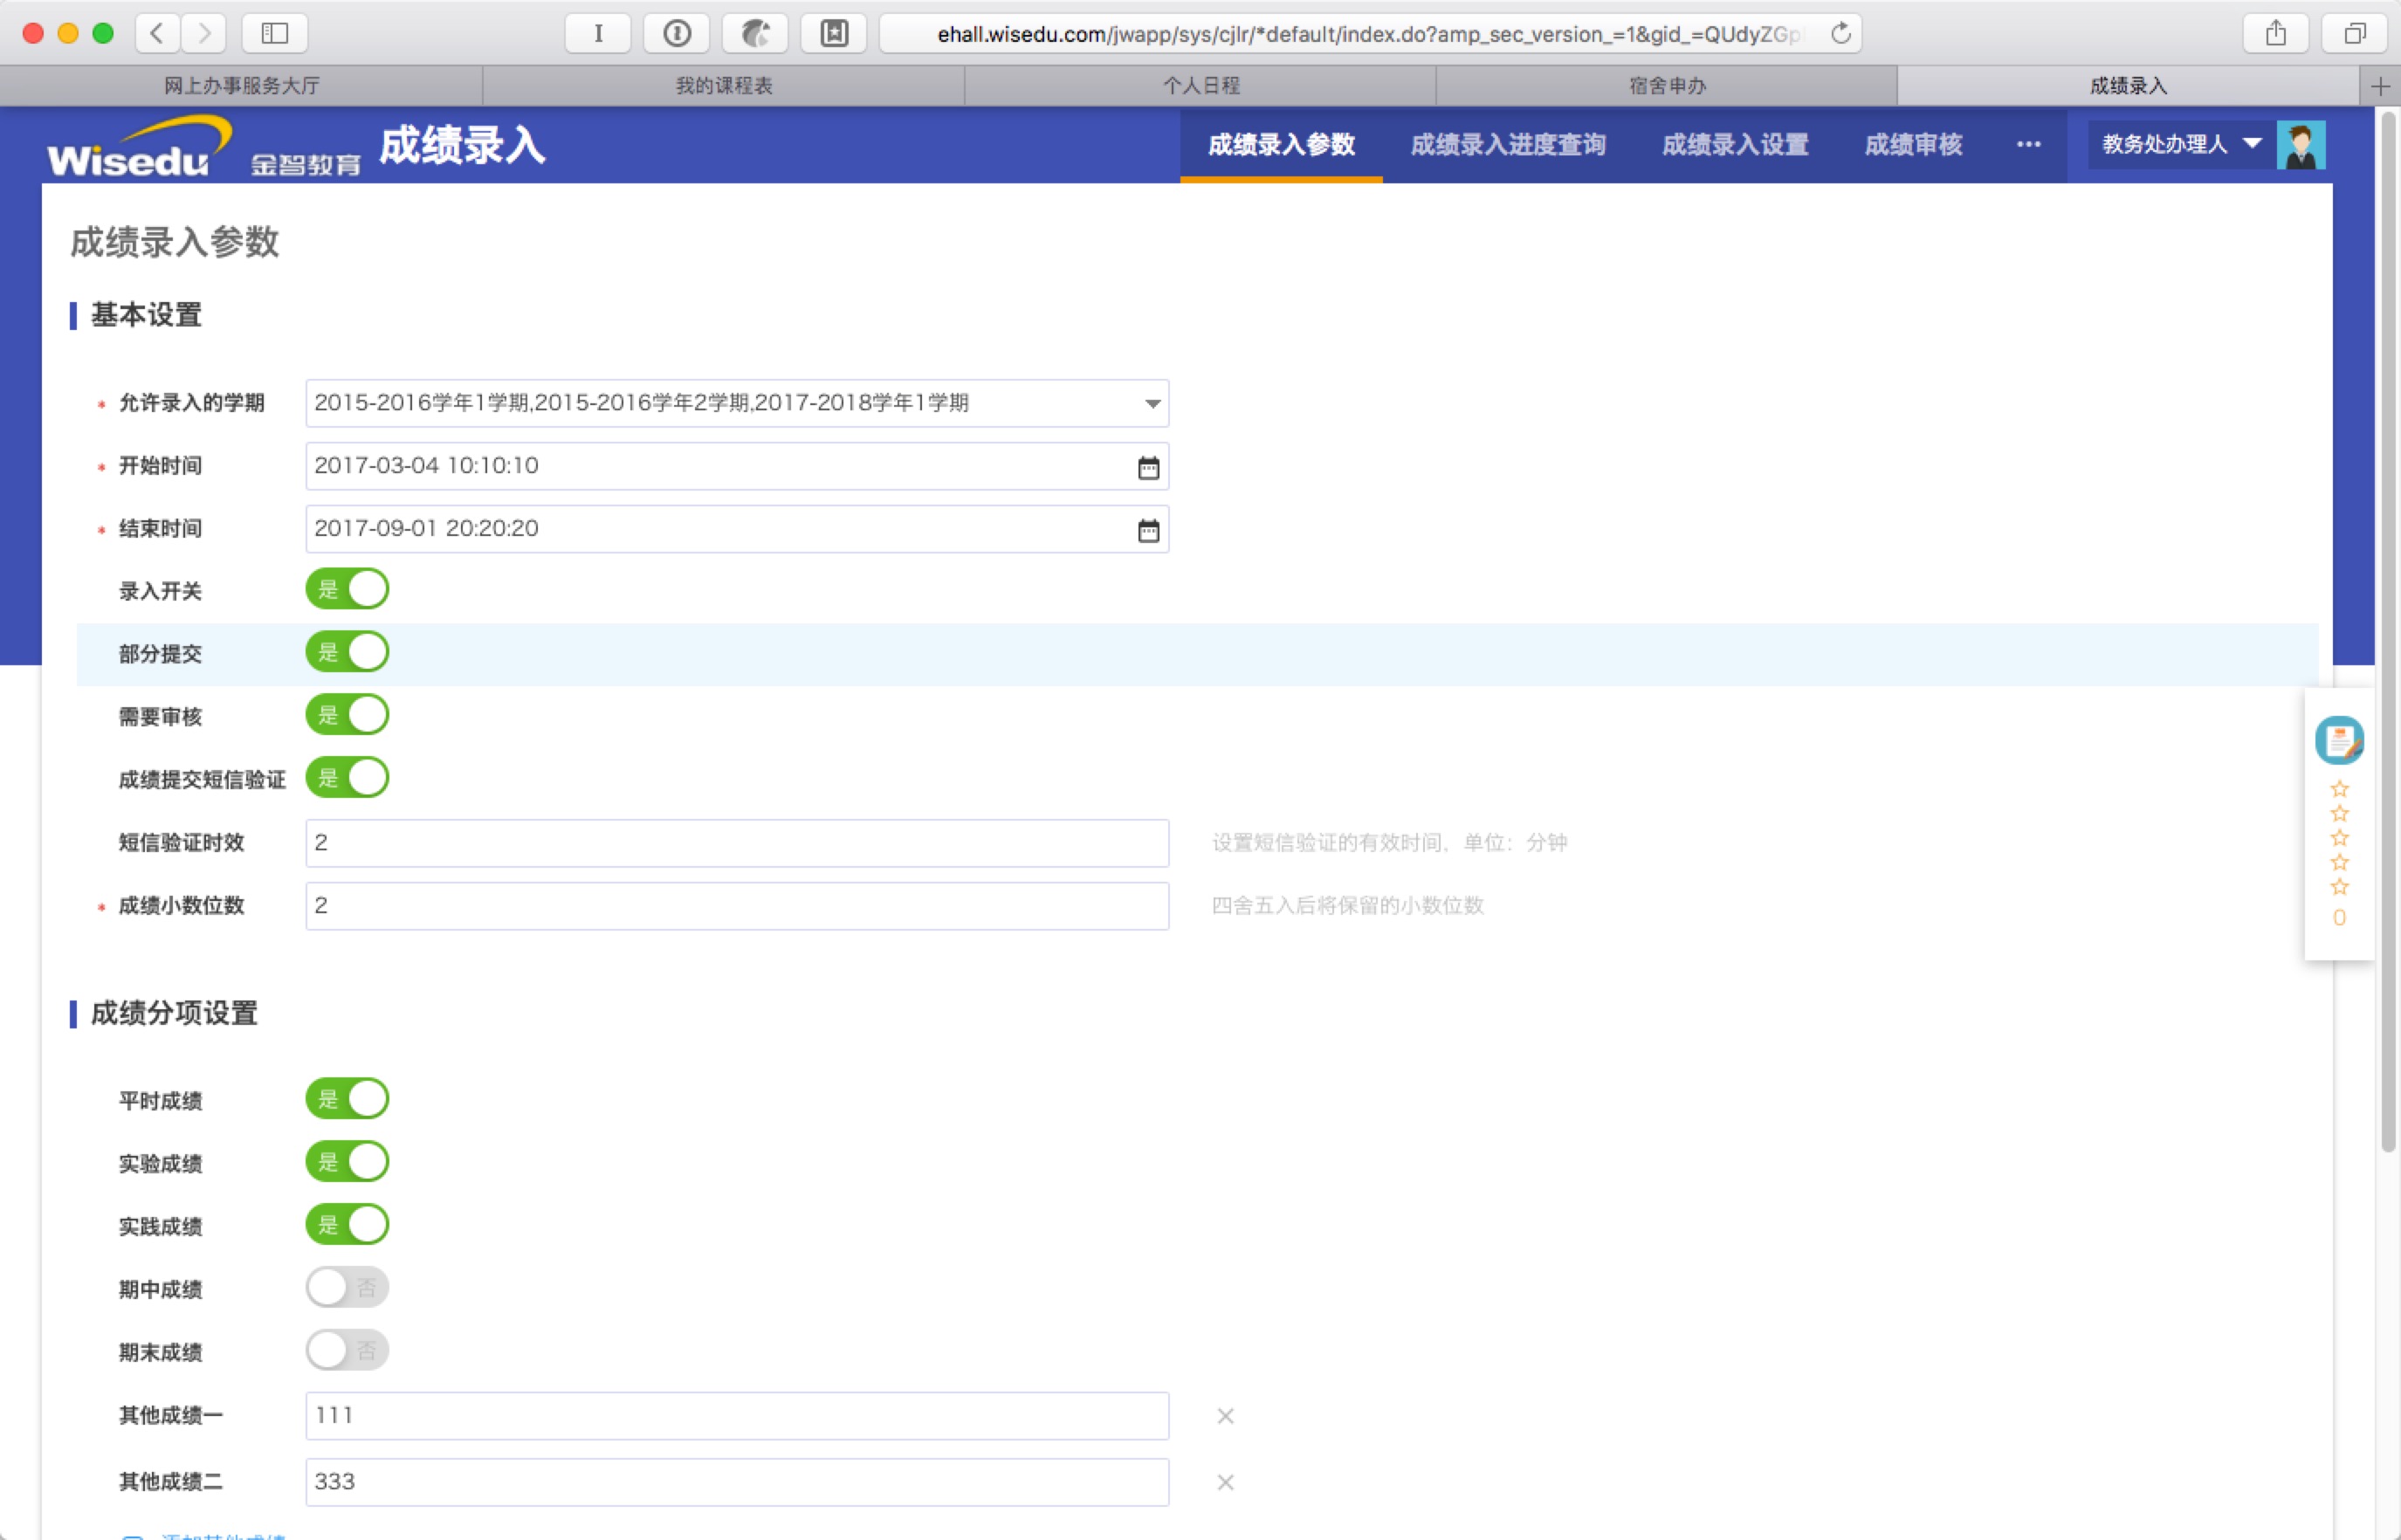 ehall.wisedu.com/jwapp/sys/cjlr/*default/index.do?amp_sec_version_=1&gid_=QUdyZGp
网上办事服务大厅 我的课程表 个人日程 宿舍申办 成绩录入
Wisedu 金智教育 成绩录入 成绩录入参数 成绩录入进度查询 成绩录入设置 成绩审核 ··· 教务处办理人
成绩录入参数
基本设置
* 允许录入的学期 2015-2016学年1学期,2015-2016学年2学期,2017-2018学年1学期
* 开始时间 2017-03-04 10:10:10
* 结束时间 2017-09-01 20:20:20
录入开关 是
部分提交 是
需要审核 是
成绩提交短信验证 是
短信验证时效 2 设置短信验证的有效时间，单位：分钟
* 成绩小数位数 2 四舍五入后将保留的小数位数
0
成绩分项设置
平时成绩 是
实验成绩 是
实践成绩 是
期中成绩 否
期末成绩 否
其他成绩一 111 ×
其他成绩二 333 ×
添加其他成绩